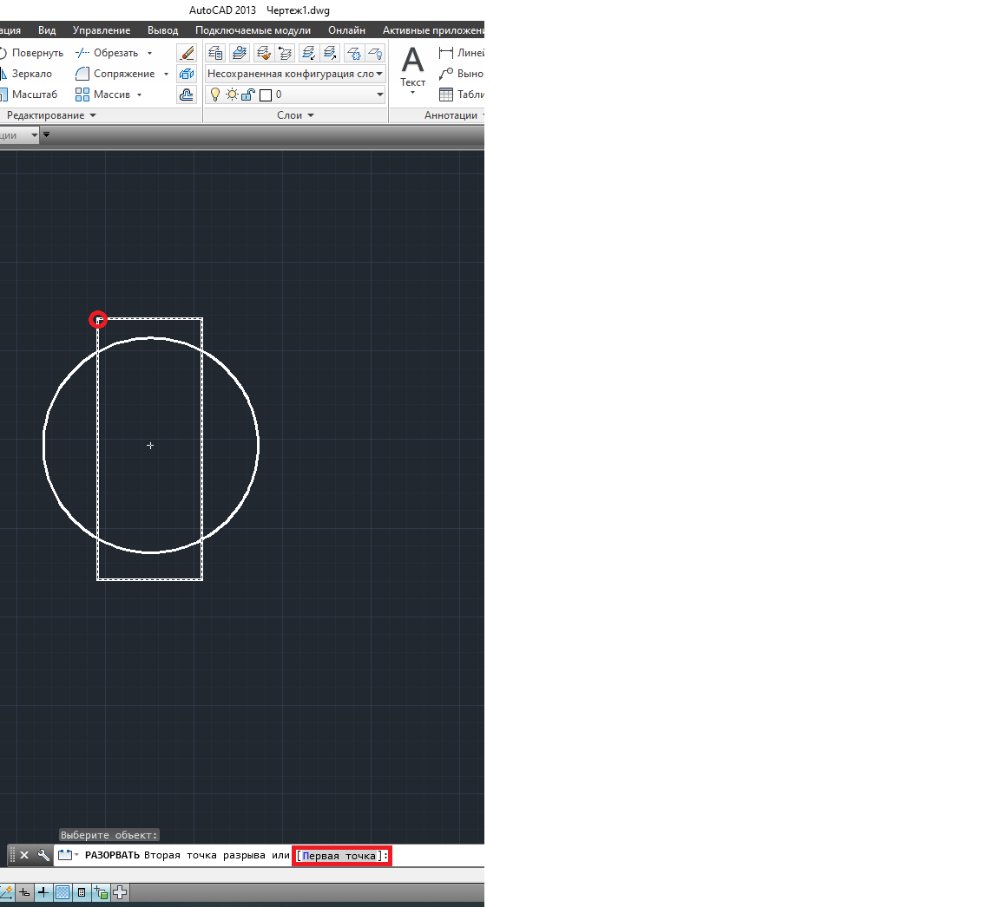 AutoCAD 2013 Чертеж1.dwg
ация Вид Управление Вывод Подключаемые модули Онлайн Активные приложени
Повернуть Обрезать
Зеркало Сопряжение
Масштаб Массив
Редактирование
Несохраненная конфигурация сло
0
Слои
А
Текст
Линей
Выно
Табли
Аннотации
ции
Выберите объект:
РАЗОРВАТЬ Вторая точка разрыва или [Первая точка]: